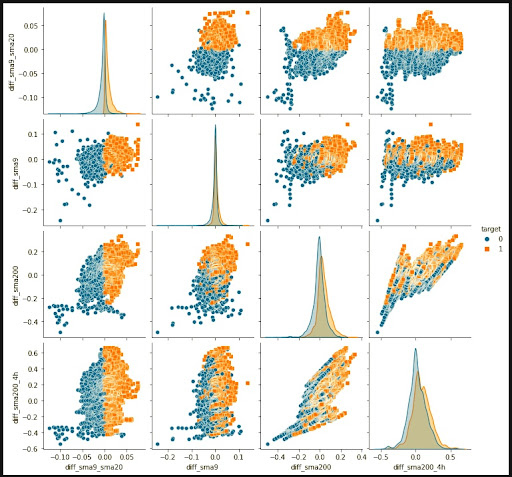 diff_sma9_sma20
0.05
0.00
−0.05
−0.10
diff_sma9
0.1
0.0
−0.1
−0.2
target
0
1
diff_sma200
0.2
0.0
−0.2
−0.4
diff_sma200_4h
0.6
0.4
0.2
0.0
−0.2
−0.4
−0.6
−0.10 −0.05 0.00 0.05
−0.2 −0.1 0.0 0.1
−0.4 −0.2 0.0 0.2 0.4
−0.5 0.0 0.5
diff_sma9_sma20 diff_sma9 diff_sma200 diff_sma200_4h